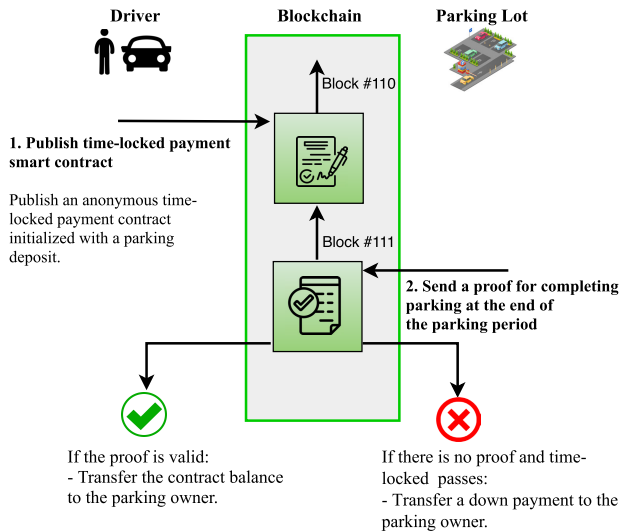 Driver
Blockchain
Parking Lot
Block #110
1. Publish time-locked payment
smart contract
Publish an anonymous time-
locked payment contract
initialized with a parking
deposit.
Block #111
2. Send a proof for completing
parking at the end of
the parking period
If the proof is valid:
- Transfer the contract balance
to the parking owner.
If there is no proof and time-
locked  passes:
- Transfer a down payment to the
parking owner.